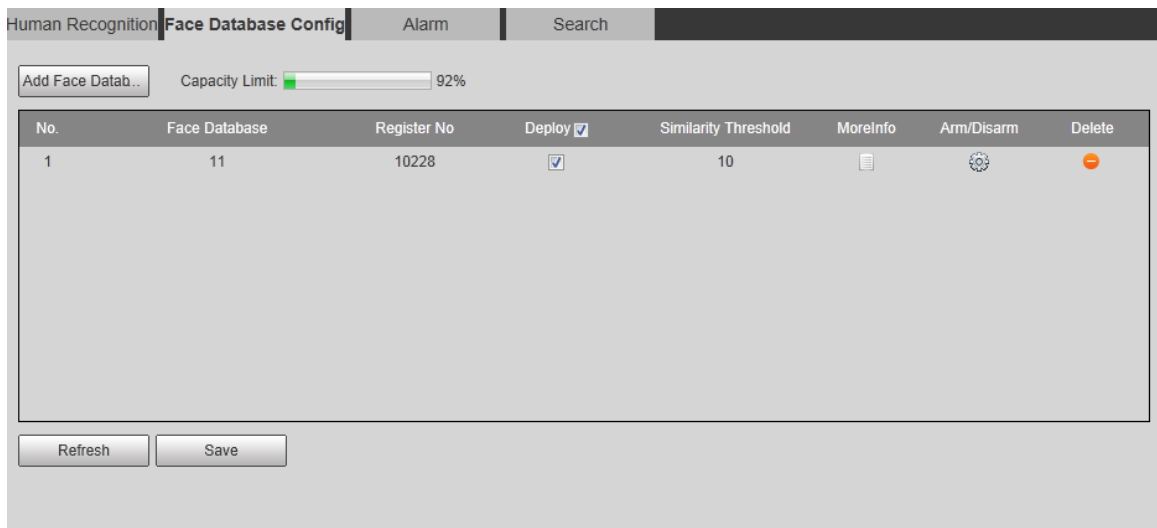 Human Recognition Face Database Config Alarm Search
Add Face Datab... Capacity Limit: 92%
No. Face Database Register No Deploy Similarity Threshold MoreInfo Arm/Disarm Delete
1 11 10228 10
Refresh Save